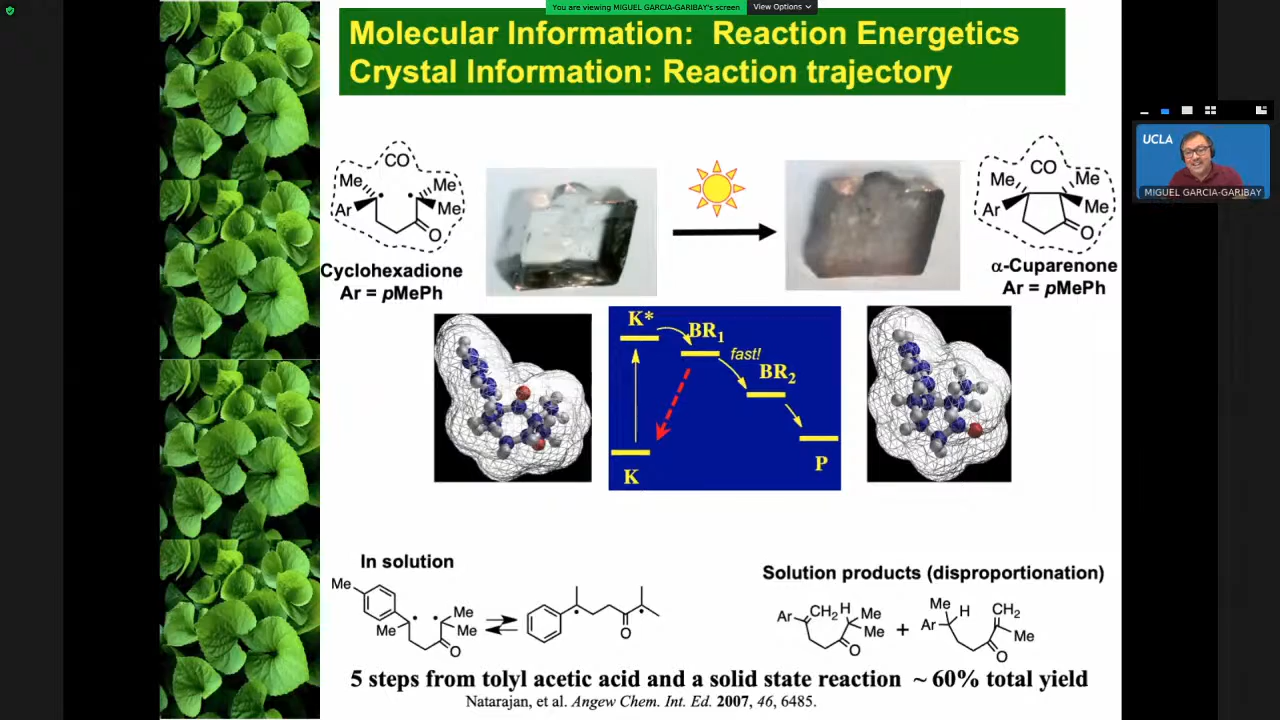 You are viewing MIGUEL GARCIA-GARIBAY's screen
View Options
Molecular Information: Reaction Energetics
Crystal Information: Reaction trajectory
UCLA
MIGUEL GARCIA-GARIBAY
CO
Me
Me
Ar
Me
O
Cyclohexadione
Ar = pMePh
CO
Me
Me
Ar
Me
O
α-Cuparenone
Ar = pMePh
K*
BR1
fast!
BR2
K
P
In solution
Me
Me
Me
Me
O
O
Solution products (disproportionation)
Ar
CH2
H
Me
Me
O
+
Me
H
Ar
CH2
Me
O
5 steps from tolyl acetic acid and a solid state reaction ~ 60% total yield
Natarajan, et al. Angew Chem. Int. Ed. 2007, 46, 6485.